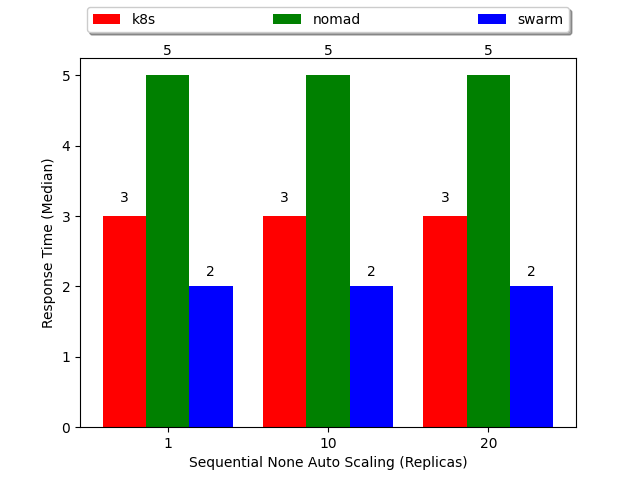 k8s nomad swarm
5 5 5
5
4
3 3 3
3
2 2 2
2
1
0
1 10 20
Response Time (Median)
Sequential None Auto Scaling (Replicas)